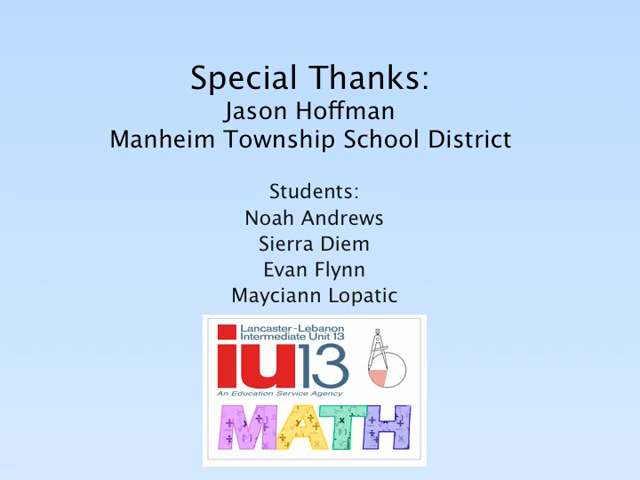 Special Thanks:
Jason Hoffman
Manheim Township School District
Students:
Noah Andrews
Sierra Diem
Evan Flynn
Mayciann Lopatic
Lancaster-Lebanon
Intermediate Unit 13
iu13
An Education Service Agency
MATH